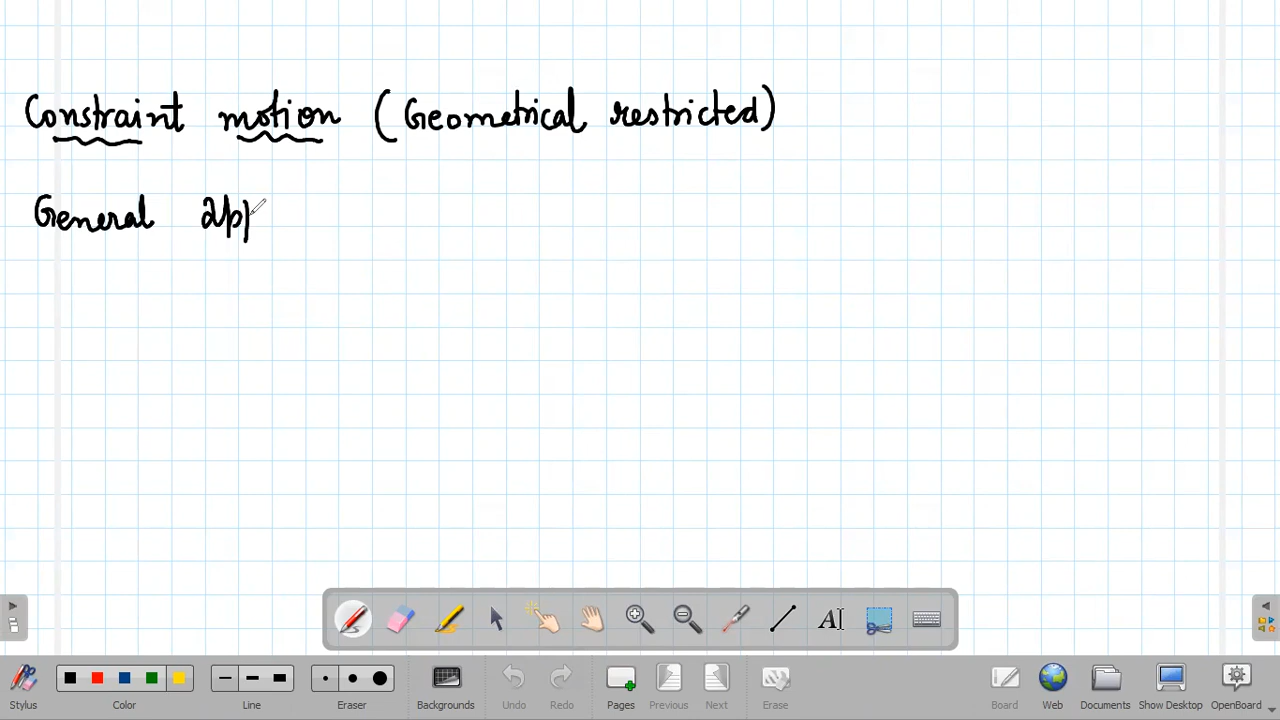 Constraint motion (Geometrical restricted)
General app
Stylus
Color
Line
Eraser
Backgrounds
Undo
Redo
Pages
Previous
Next
Erase
Board
Web
Documents
Show Desktop
OpenBoard